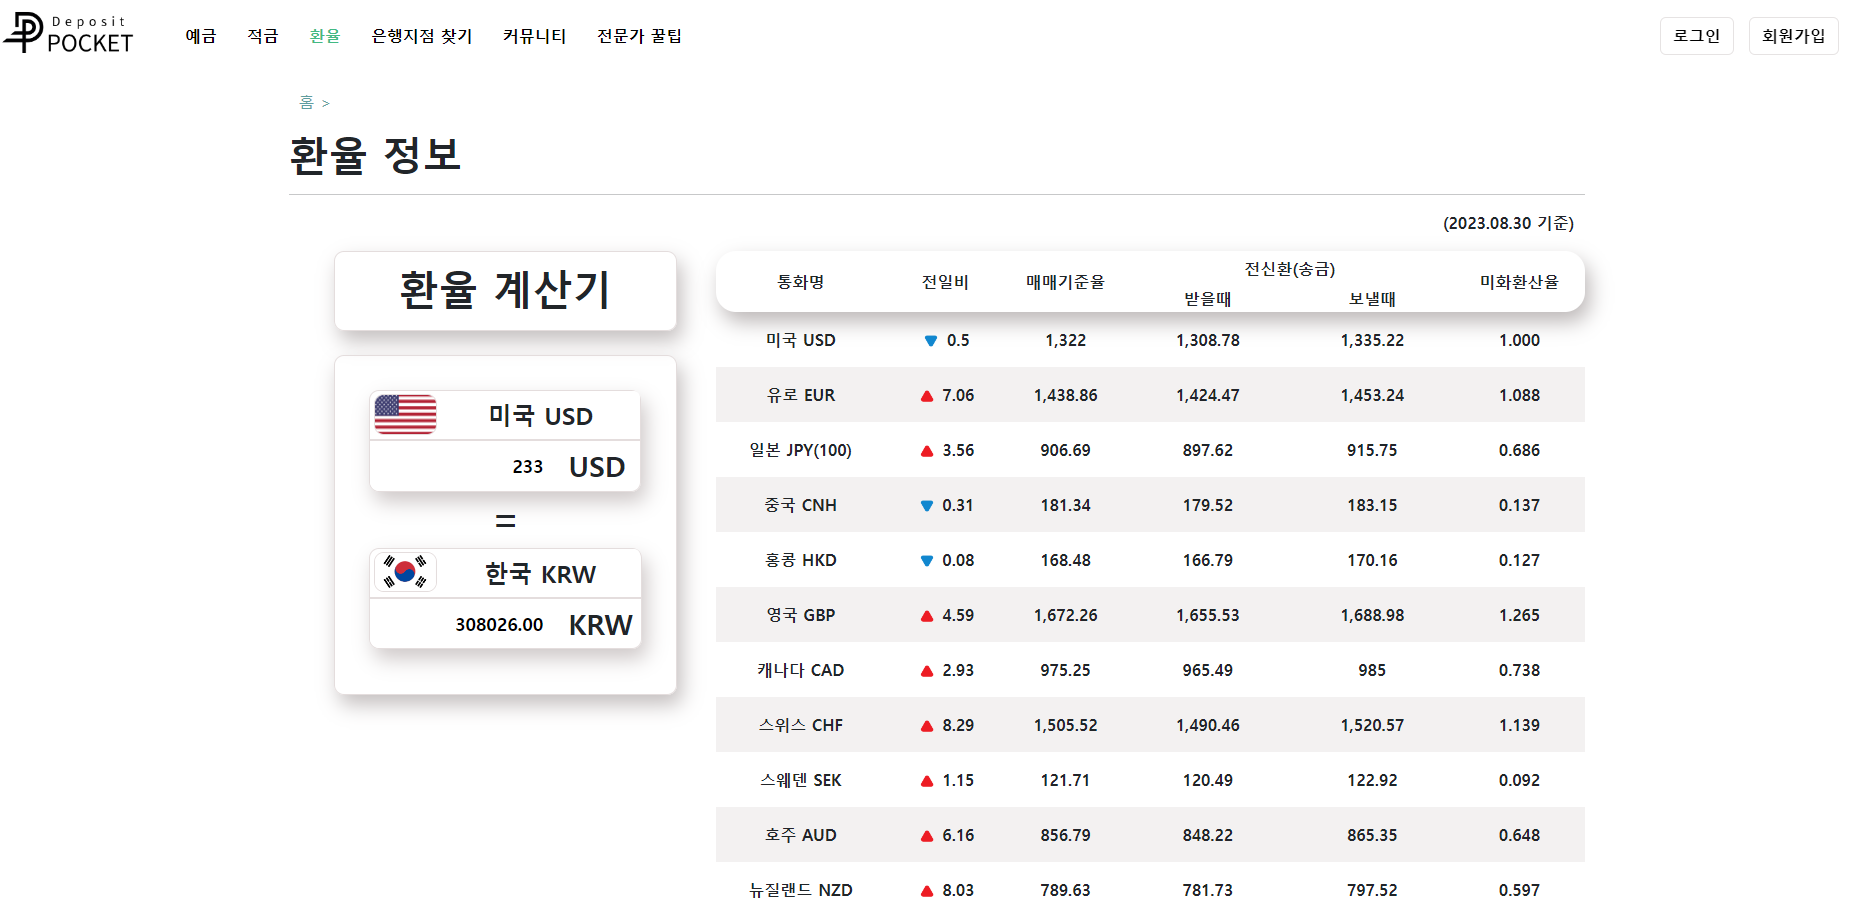 Deposit
POCKET
예금 적금 환율 은행지점 찾기 커뮤니티 전문가 꿀팁 로그인 회원가입
홈 >
환율 정보
(2023.08.30 기준)
환율 계산기
미국 USD
233 USD
=
한국 KRW
308026.00 KRW
통화명 전일비 매매기준율 전신환(송금) 미화환산율
받을때 보낼때
미국 USD ▼ 0.5 1,322 1,308.78 1,335.22 1.000
유로 EUR ▲ 7.06 1,438.86 1,424.47 1,453.24 1.088
일본 JPY(100) ▲ 3.56 906.69 897.62 915.75 0.686
중국 CNH ▼ 0.31 181.34 179.52 183.15 0.137
홍콩 HKD ▼ 0.08 168.48 166.79 170.16 0.127
영국 GBP ▲ 4.59 1,672.26 1,655.53 1,688.98 1.265
캐나다 CAD ▲ 2.93 975.25 965.49 985 0.738
스위스 CHF ▲ 8.29 1,505.52 1,490.46 1,520.57 1.139
스웨덴 SEK ▲ 1.15 121.71 120.49 122.92 0.092
호주 AUD ▲ 6.16 856.79 848.22 865.35 0.648
뉴질랜드 NZD ▲ 8.03 789.63 781.73 797.52 0.597